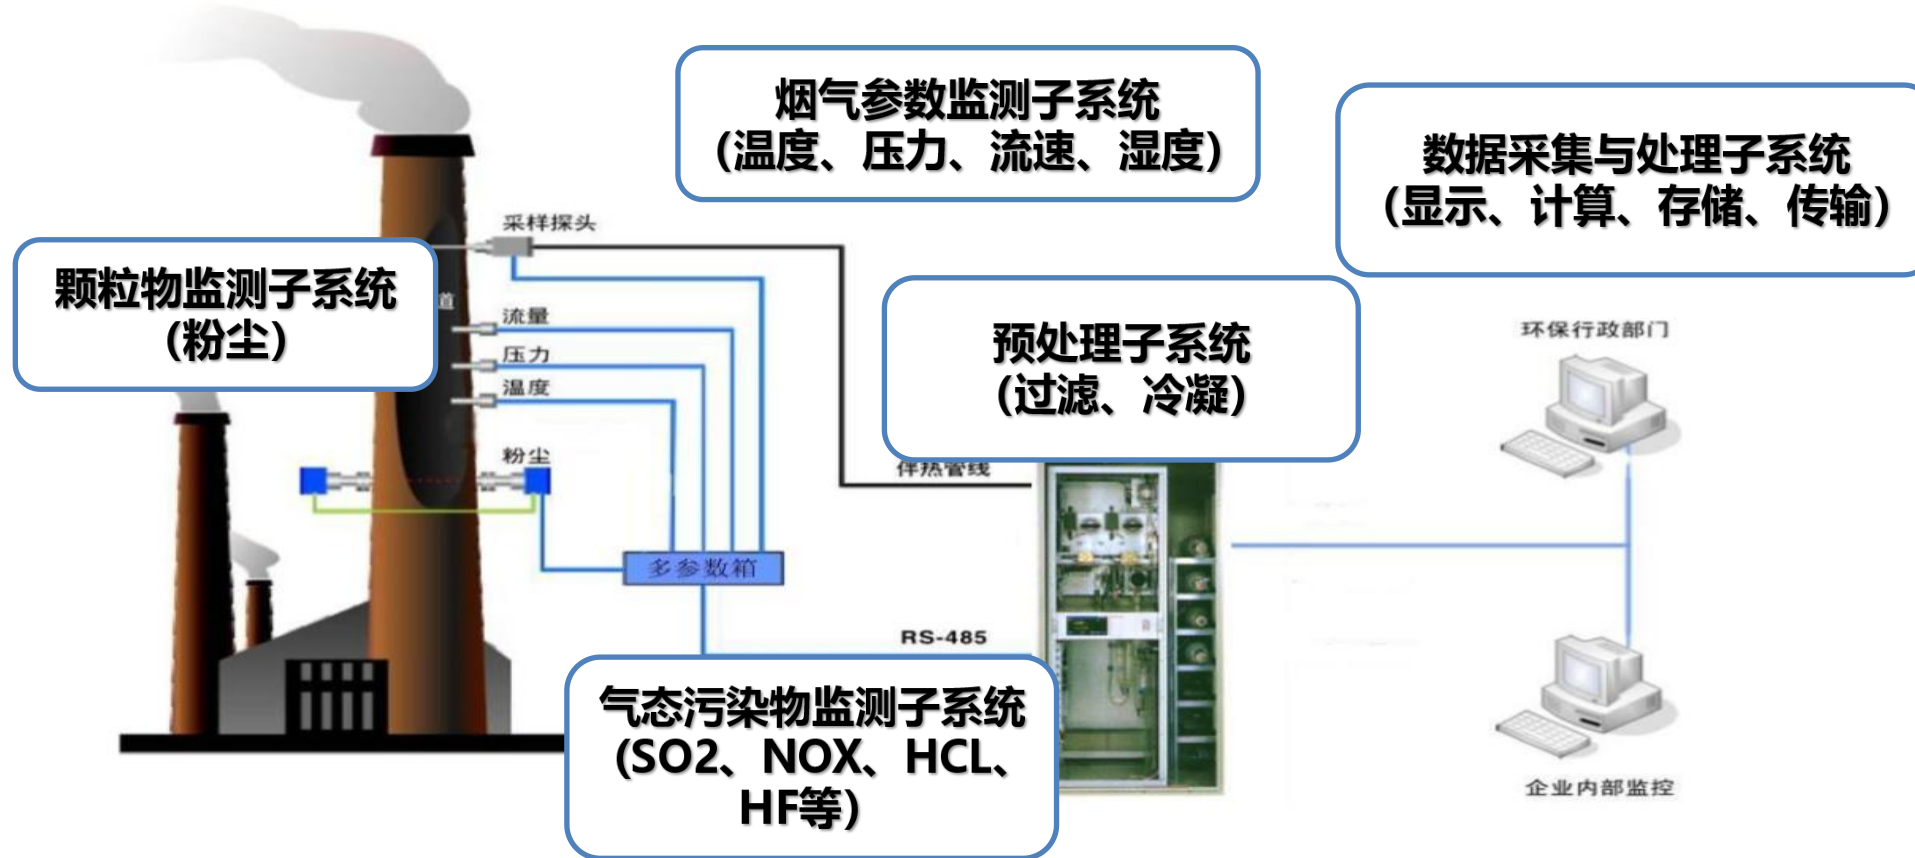 烟气参数监测子系统
（温度、压力、流速、湿度）
数据采集与处理子系统
（显示、计算、存储、传输）
采样探头
颗粒物监测子系统
（粉尘）
道
流量
压力
温度
预处理子系统
（过滤、冷凝）
环保行政部门
粉尘
伴热管线
多参数箱
RS-485
气态污染物监测子系统
（SO2、NOX、HCL、
HF等）
企业内部监控